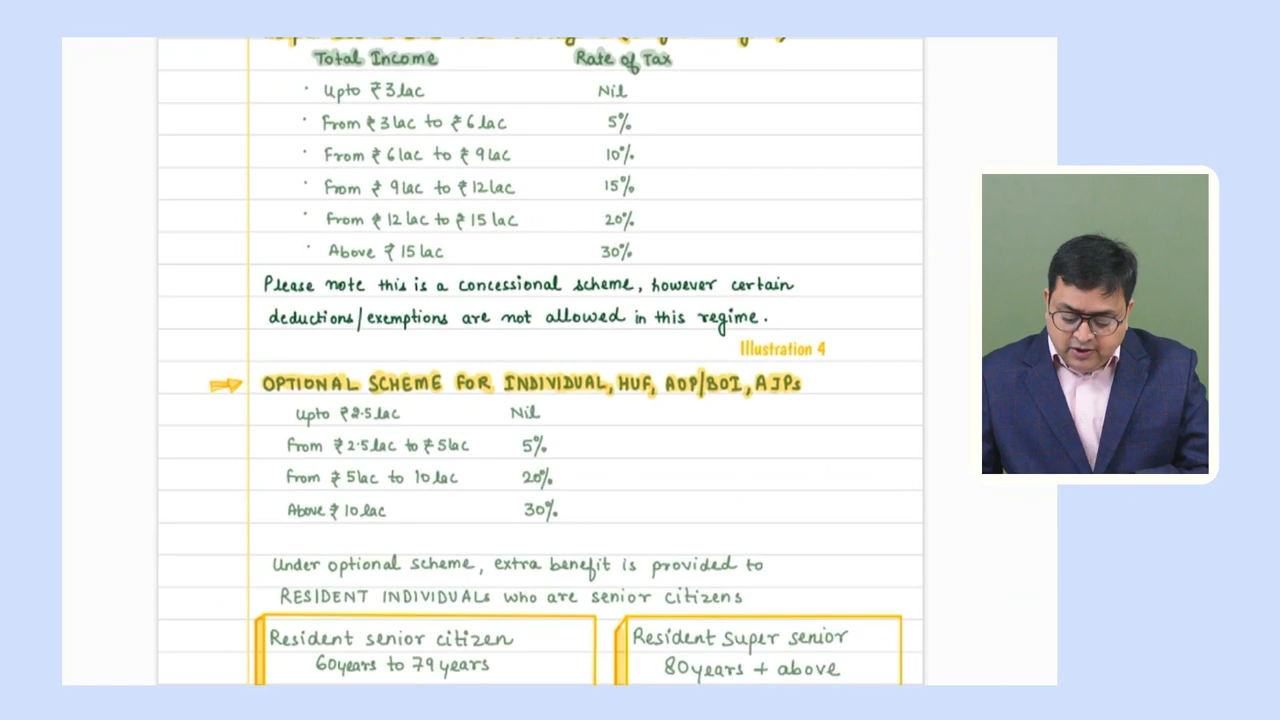 Total Income Rate of Tax
· Upto ₹3 lac Nil
· From ₹3 lac to ₹6 lac 5%
· From ₹6 lac to ₹9 lac 10%
· From ₹ 9 lac to ₹12 lac 15%
· From ₹12 lac to ₹15 lac 20%
· Above ₹15 lac 30%
Please note this is a concessional scheme, however certain
deductions/exemptions are not allowed in this regime.
Illustration 4
OPTIONAL SCHEME FOR INDIVIDUAL, HUF, AOP/BOI, AJPs
Upto ₹2.5 lac Nil
From ₹2.5 lac to ₹5 lac 5%
From ₹5 lac to 10 lac 20%
Above ₹10 lac 30%
Under optional scheme, extra benefit is provided to
RESIDENT INDIVIDUALs who are senior citizens
Resident senior citizen
60years to 79 years
Resident Super senior
80years + above